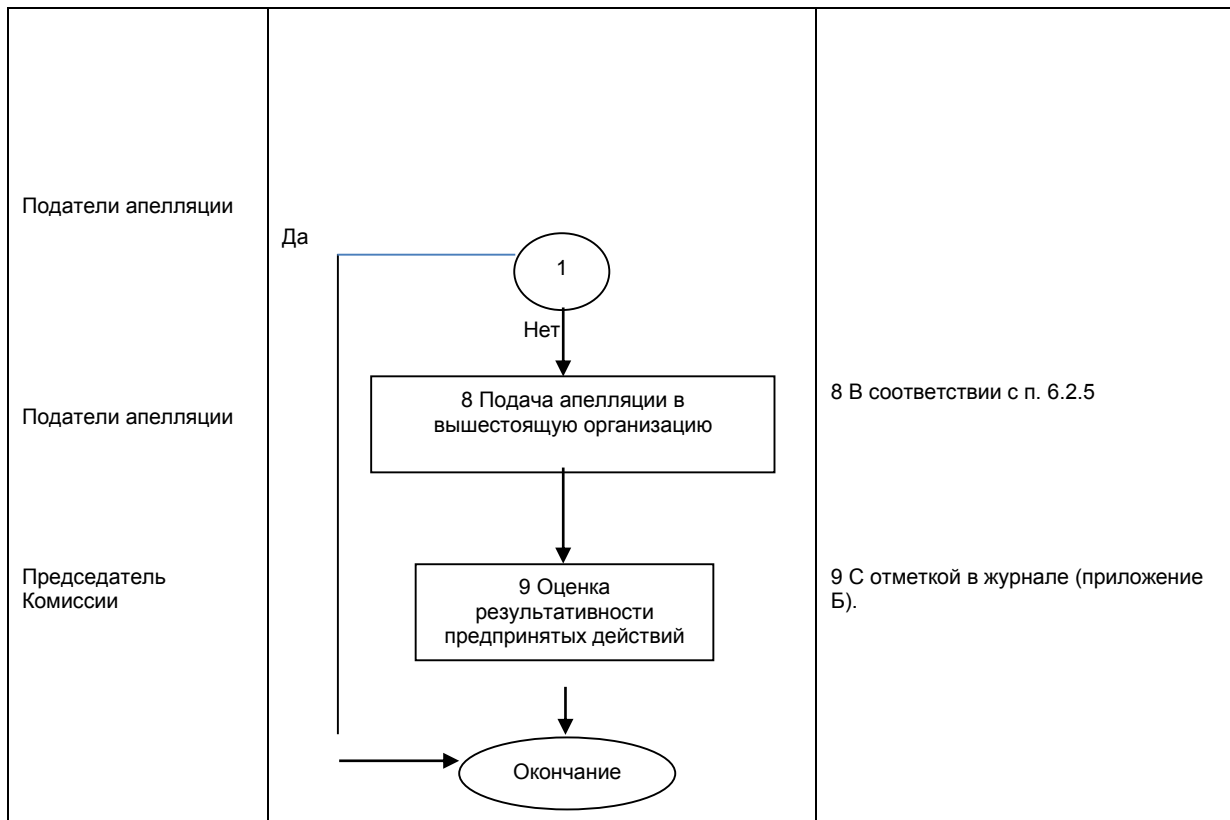 Податели апелляции
Да
1
Нет
Податели апелляции
8 Подача апелляции в
вышестоящую организацию
8 В соответствии с п. 6.2.5
Председатель
Комиссии
9 Оценка
результативности
предпринятых действий
9 С отметкой в журнале (приложение
Б).
Окончание